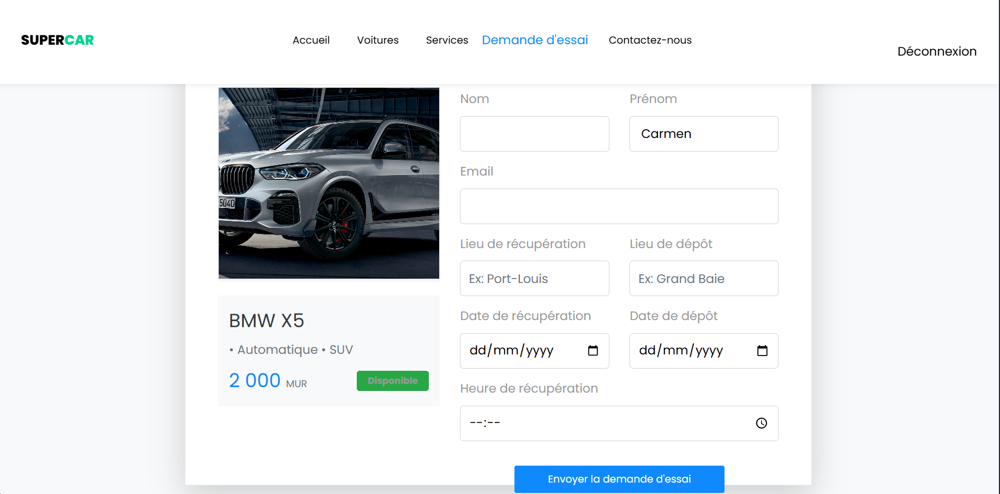 SUPERCAR
Accueil Voitures Services Demande d'essai Contactez-nous
Déconnexion
5040
BMW X5
• Automatique • SUV
2 000 MUR Disponible
Nom Prénom
Carmen
Email
Lieu de récupération Lieu de dépôt
Ex: Port-Louis Ex: Grand Baie
Date de récupération Date de dépôt
dd/mm/yyyy dd/mm/yyyy
Heure de récupération
--:--
Envoyer la demande d'essai